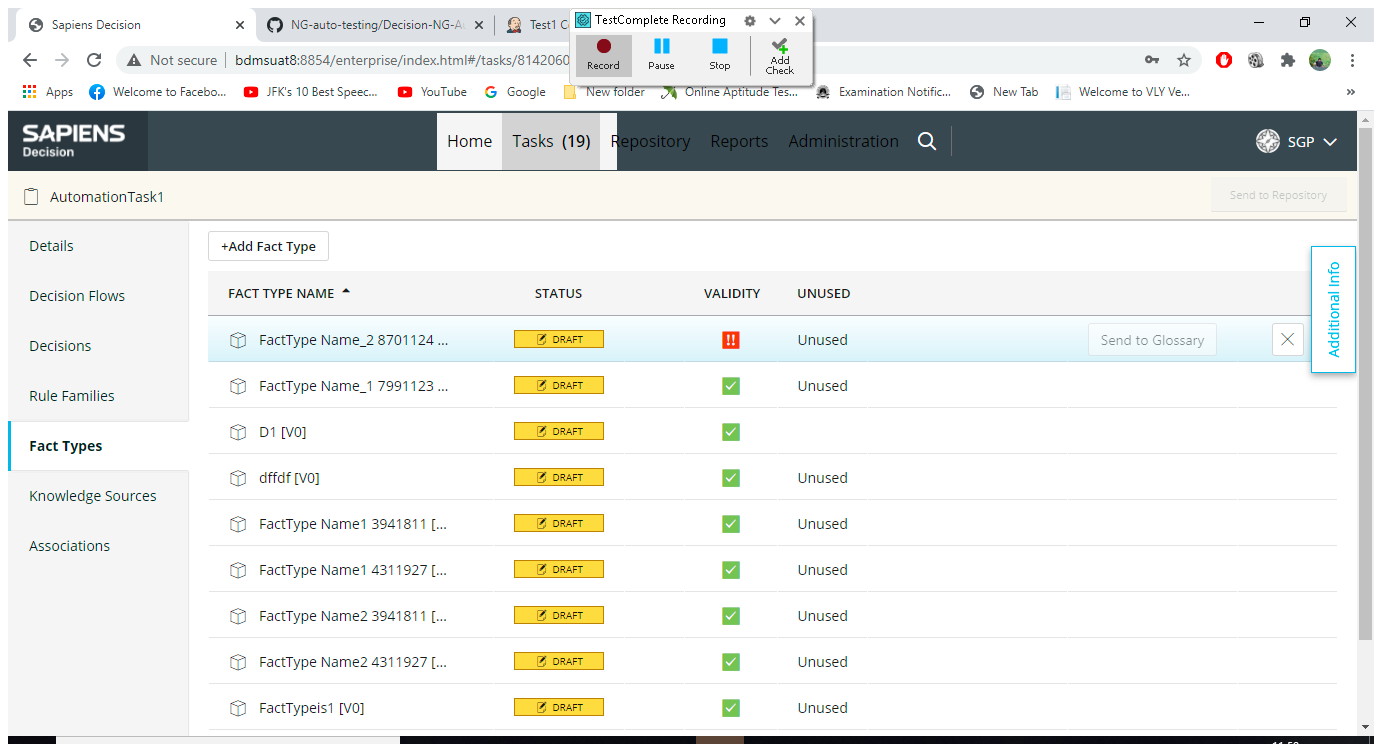 Sapiens Decision
NG-auto-testing/Decision-NG-Au
Test1 C
TestComplete Recording
Record
Pause
Stop
Add Check
Not secure
bdmsuat8:8854/enterprise/index.html#/tasks/8142060
Apps
Welcome to Facebo...
JFK's 10 Best Speec...
YouTube
Google
New folder
Online Aptitude Tes...
Examination Notific...
New Tab
Welcome to VLY Ve...
»
SAPIENS
Decision
Home
Tasks (19)
Repository
Reports
Administration
SGP
AutomationTask1
Send to Repository
Details
Decision Flows
Decisions
Rule Families
Fact Types
Knowledge Sources
Associations
+Add Fact Type
Additional Info
FACT TYPE NAME STATUS VALIDITY UNUSED
FactType Name_2 8701124 ... DRAFT !! Unused Send to Glossary
FactType Name_1 7991123 ... DRAFT Unused
D1 [V0] DRAFT
dffdf [V0] DRAFT Unused
FactType Name1 3941811 [... DRAFT Unused
FactType Name1 4311927 [... DRAFT Unused
FactType Name2 3941811 [... DRAFT Unused
FactType Name2 4311927 [... DRAFT Unused
FactTypeis1 [V0] DRAFT Unused